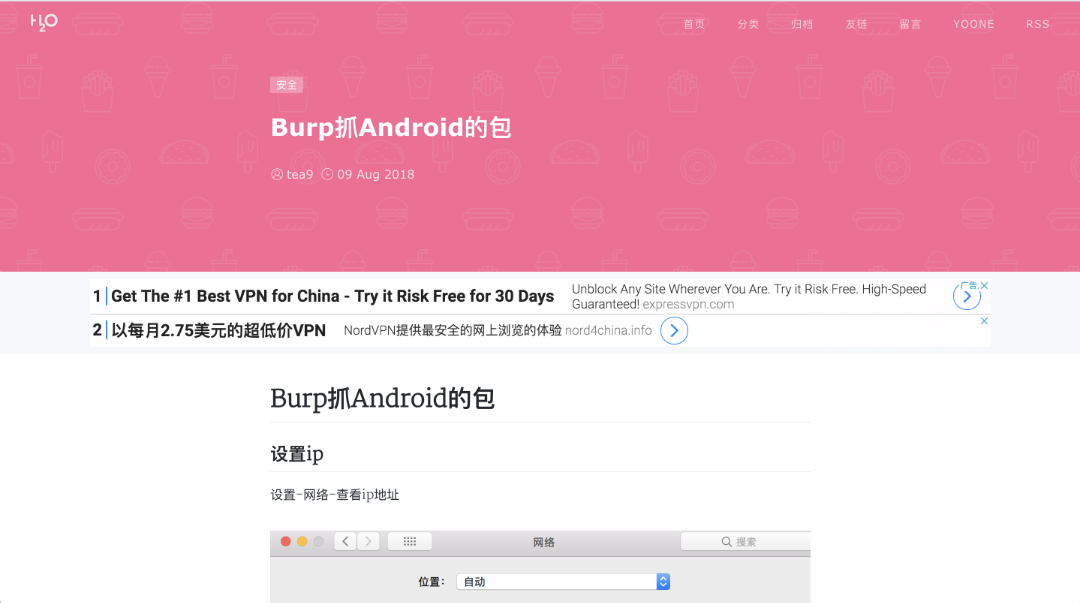 H2O
首页 分类 归档 友链 留言 YOONE RSS
安全
Burp抓Android的包
tea9 09 Aug 2018
1 Get The #1 Best VPN for China - Try it Risk Free for 30 Days
Unblock Any Site Wherever You Are. Try it Risk Free. High-Speed
Guaranteed! expressvpn.com
广告
2 以每月2.75美元的超低价VPN NordVPN提供最安全的网上浏览的体验 nord4china.info
Burp抓Android的包
设置ip
设置-网络-查看ip地址
网络
搜索
位置: 自动